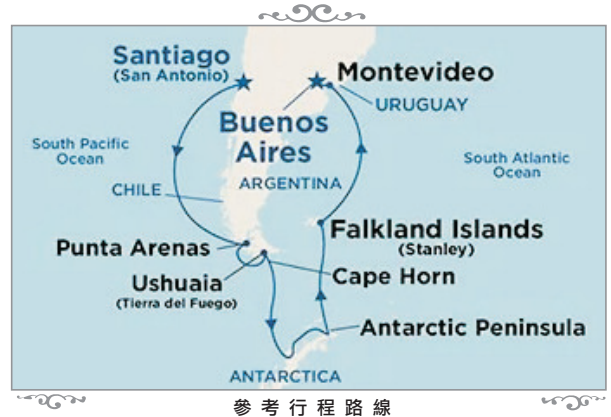 Santiago
(San Antonio)
Montevideo
URUGUAY
Buenos
Aires
South Pacific
Ocean
South Atlantic
Ocean
CHILE
ARGENTINA
Falkland Islands
(Stanley)
Punta Arenas
Ushuaia
(Tierra del Fuego)
Cape Horn
Antarctic Peninsula
ANTARCTICA
參考行程路線